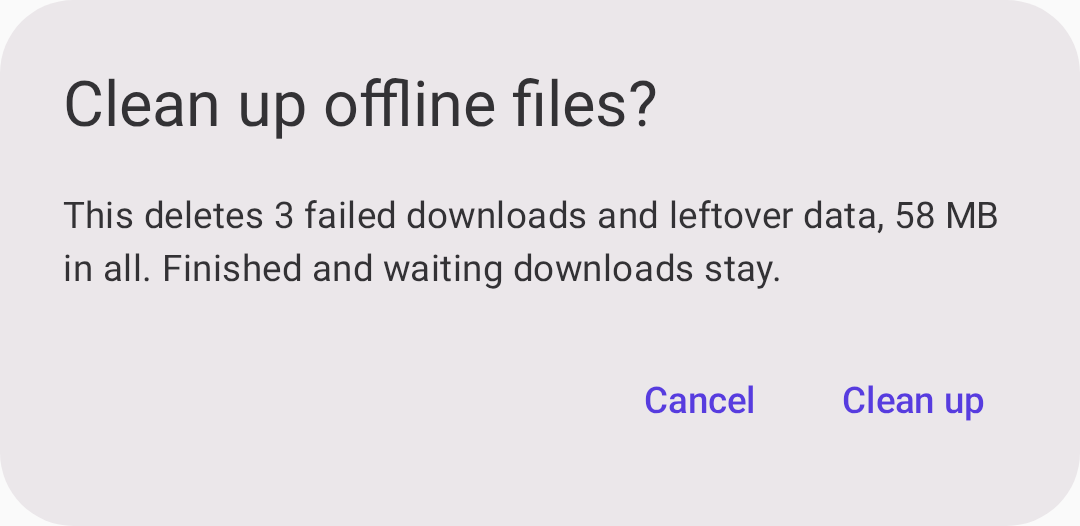 Clean up offline files?
This deletes 3 failed downloads and leftover data, 58 MB
in all. Finished and waiting downloads stay.
Cancel Clean up